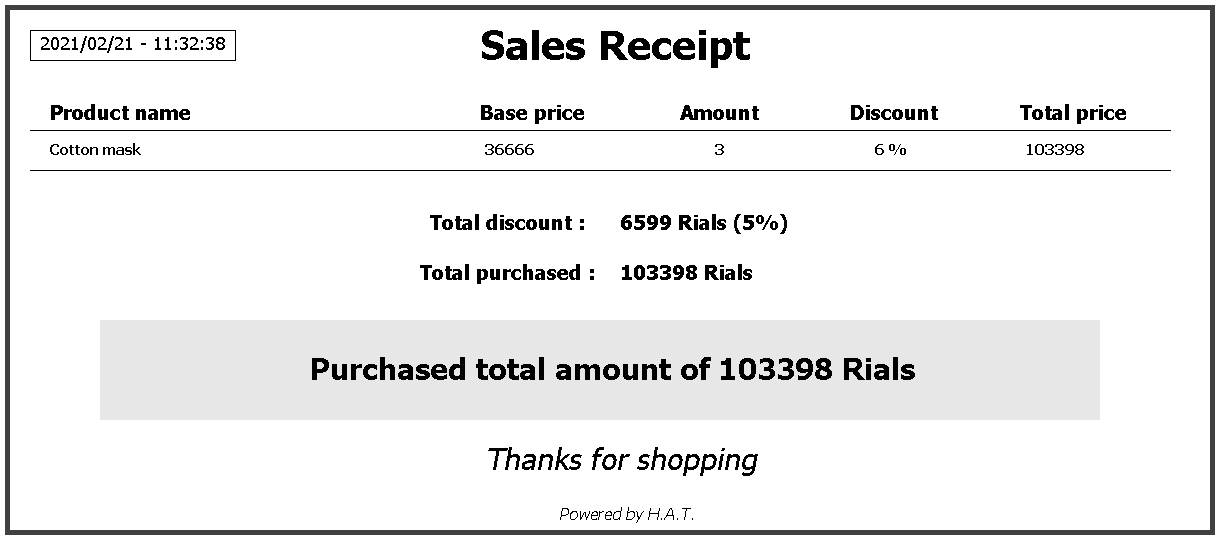 2021/02/21 - 11:32:38
Sales Receipt
Product name Base price Amount Discount Total price
Cotton mask 36666 3 6 % 103398
Total discount : 6599 Rials (5%)
Total purchased : 103398 Rials
Purchased total amount of 103398 Rials
Thanks for shopping
Powered by H.A.T.